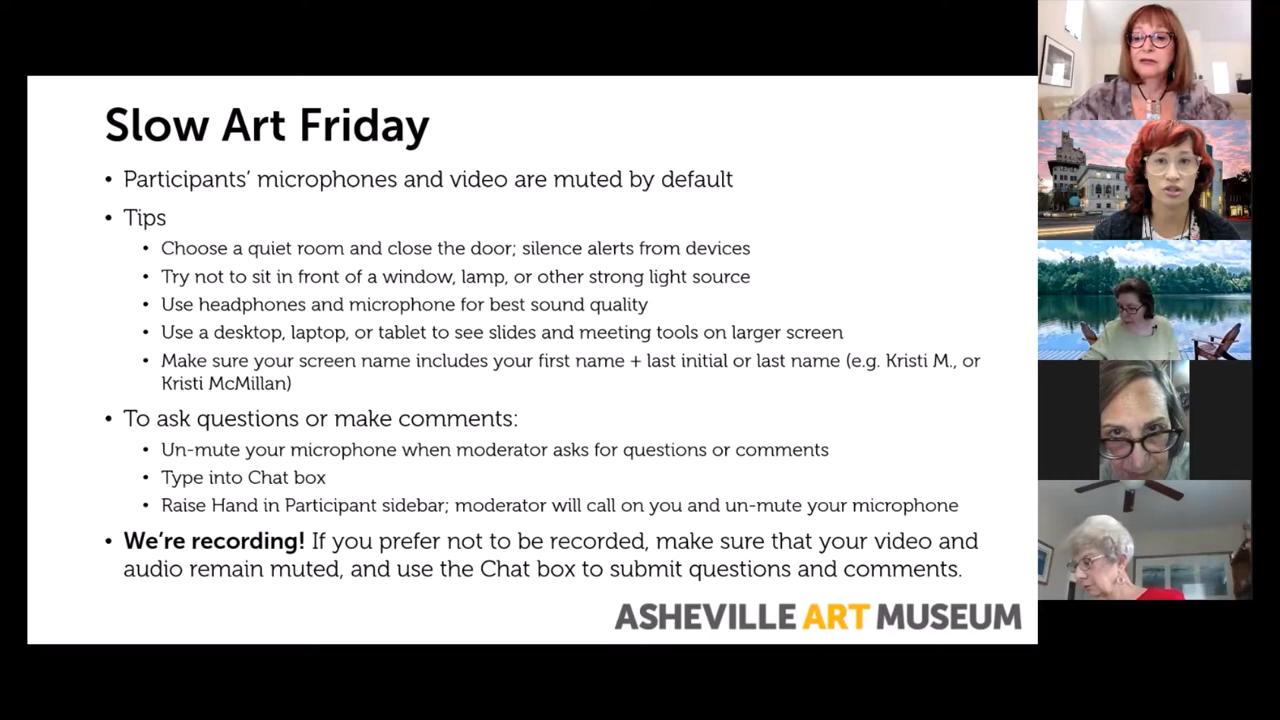 Slow Art Friday
• Participants’ microphones and video are muted by default
• Tips
• Choose a quiet room and close the door; silence alerts from devices
• Try not to sit in front of a window, lamp, or other strong light source
• Use headphones and microphone for best sound quality
• Use a desktop, laptop, or tablet to see slides and meeting tools on larger screen
• Make sure your screen name includes your first name + last initial or last name (e.g. Kristi M., or
Kristi McMillan)
• To ask questions or make comments:
• Un-mute your microphone when moderator asks for questions or comments
• Type into Chat box
• Raise Hand in Participant sidebar; moderator will call on you and un-mute your microphone
• We’re recording! If you prefer not to be recorded, make sure that your video and
audio remain muted, and use the Chat box to submit questions and comments.
ASHEVILLE ART MUSEUM